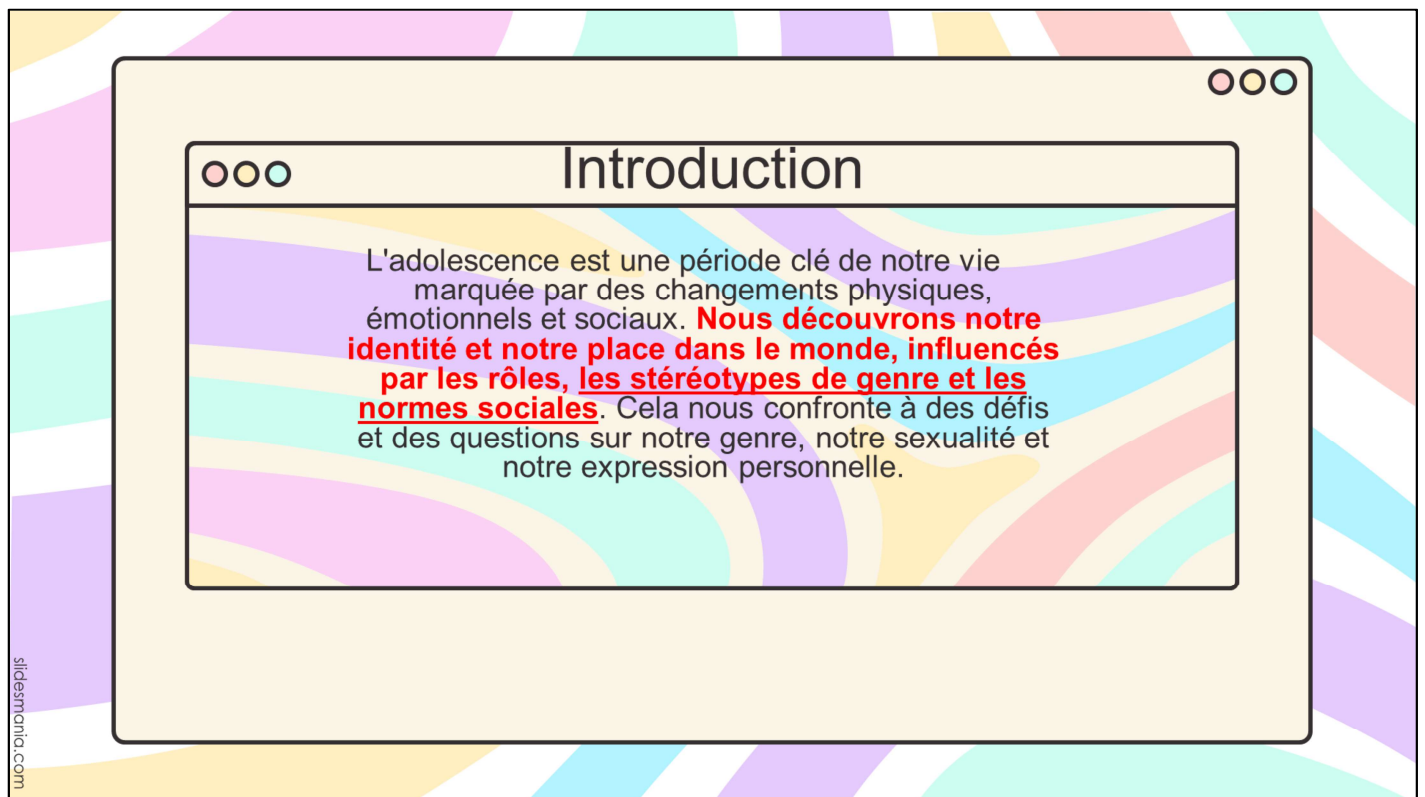 Introduction
L'adolescence est une période clé de notre vie
marquée par des changements physiques,
émotionnels et sociaux. Nous découvrons notre
identité et notre place dans le monde, influencés
par les rôles, les stéréotypes de genre et les
normes sociales. Cela nous confronte à des défis
et des questions sur notre genre, notre sexualité et
notre expression personnelle.
slidesmania.com